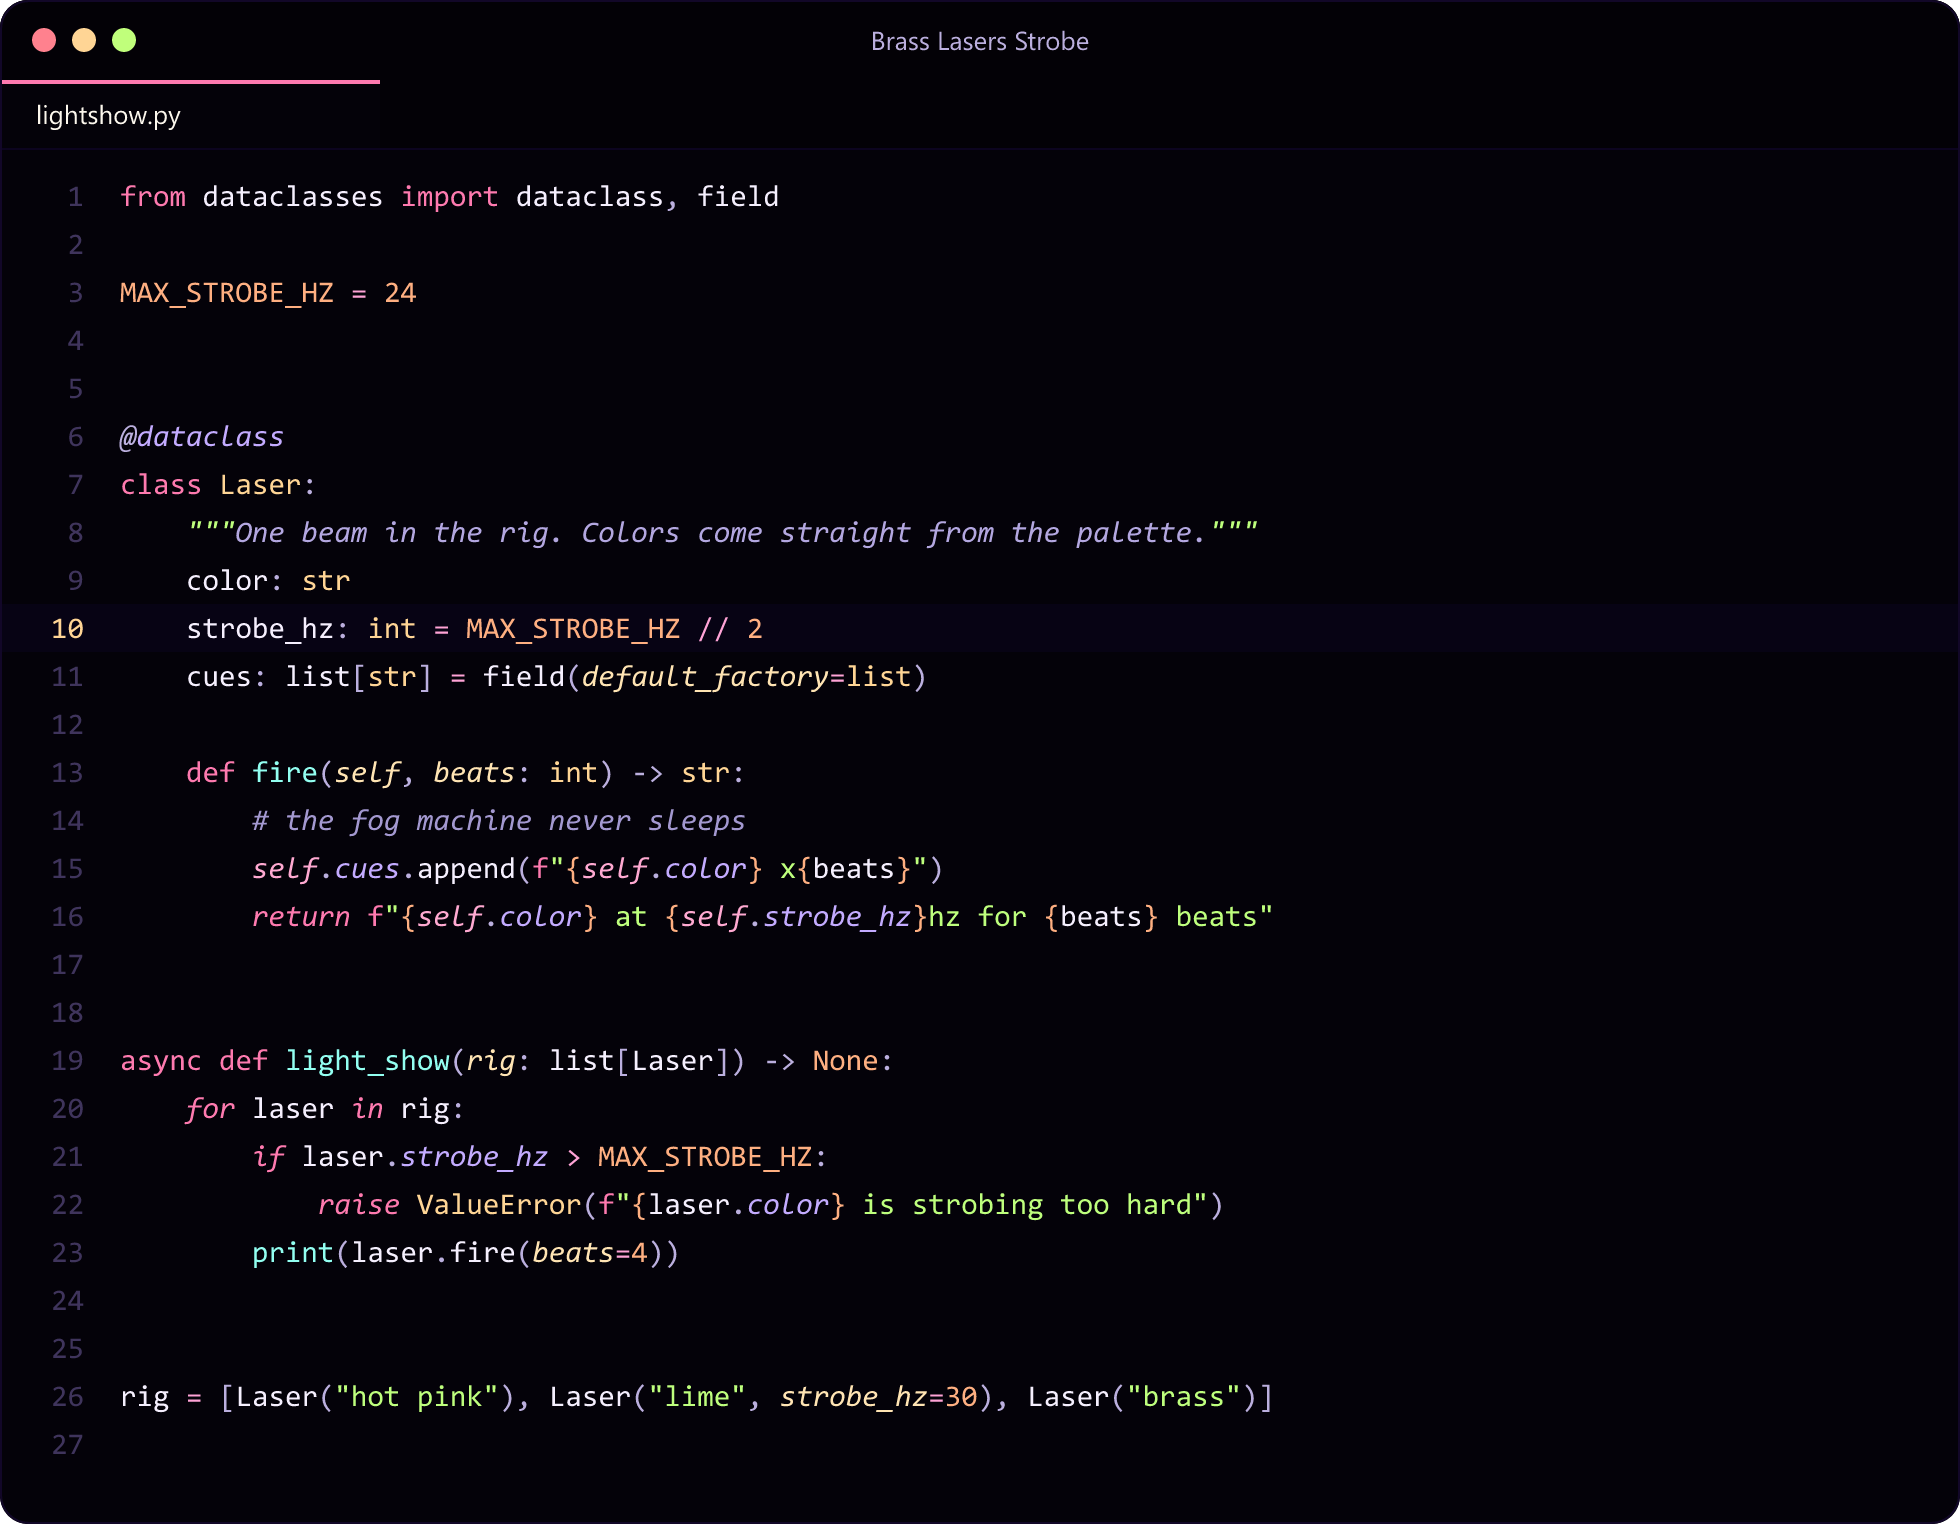 Brass Lasers Strobe
lightshow.py
1 from dataclasses import dataclass, field
2
3 MAX_STROBE_HZ = 24
4
5
6 @dataclass
7 class Laser:
8     """One beam in the rig. Colors come straight from the palette."""
9     color: str
10     strobe_hz: int = MAX_STROBE_HZ // 2
11     cues: list[str] = field(default_factory=list)
12
13     def fire(self, beats: int) -> str:
14         # the fog machine never sleeps
15         self.cues.append(f"{self.color} x{beats}")
16         return f"{self.color} at {self.strobe_hz}hz for {beats} beats"
17
18
19 async def light_show(rig: list[Laser]) -> None:
20     for laser in rig:
21         if laser.strobe_hz > MAX_STROBE_HZ:
22             raise ValueError(f"{laser.color} is strobing too hard")
23         print(laser.fire(beats=4))
24
25
26 rig = [Laser("hot pink"), Laser("lime", strobe_hz=30), Laser("brass")]
27